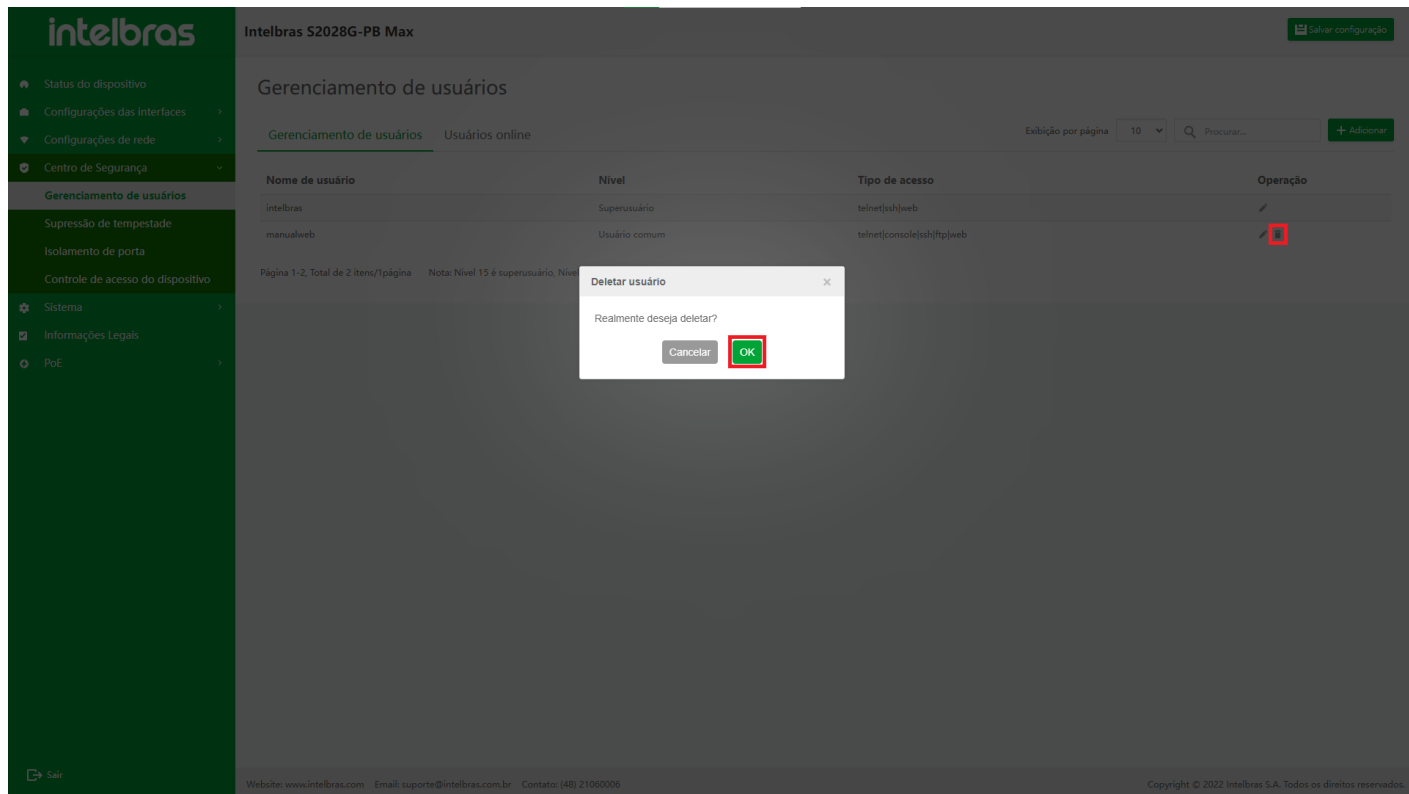 intelbras
Intelbras S2028G-PB Max
Salvar configuração
Status do dispositivo
Configurações das interfaces
Configurações de rede
Centro de Segurança
Gerenciamento de usuários
Supressão de tempestade
Isolamento de porta
Controle de acesso do dispositivo
Sistema
Informações Legais
PoE
Sair
Gerenciamento de usuários
Gerenciamento de usuários Usuários online
Exibição por página 10 Procurar... + Adicionar
Nome de usuário Nível Tipo de acesso Operação
intelbras Superusuário telnet|ssh|web
manualweb Usuário comum telnet|console|ssh|ftp|web
Página 1-2, Total de 2 itens/1página Nota: Nível 15 é superusuário, Níve
Deletar usuário ×
Realmente deseja deletar?
Cancelar OK
Website: www.intelbras.com Email: suporte@intelbras.com.br Contato: (48) 21060006
Copyright © 2022 Intelbras S.A. Todos os direitos reservados.